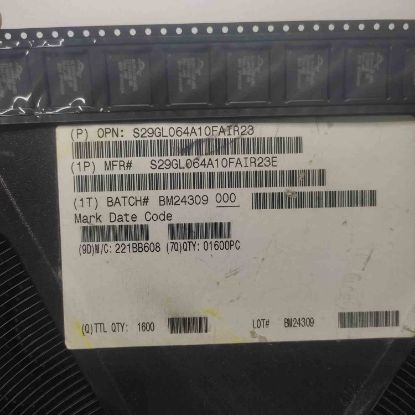 (P) OPN: S29GL064A10FAIR23
(1P) MFR# S29GL064A10FAIR23E
(1T) BATCH# BM24309 000
Mark Date Code
(9D)M/C: 221BB608 (7Q)QTY: 01600PC
(Q)TTL QTY: 1600 LOT# BM24309